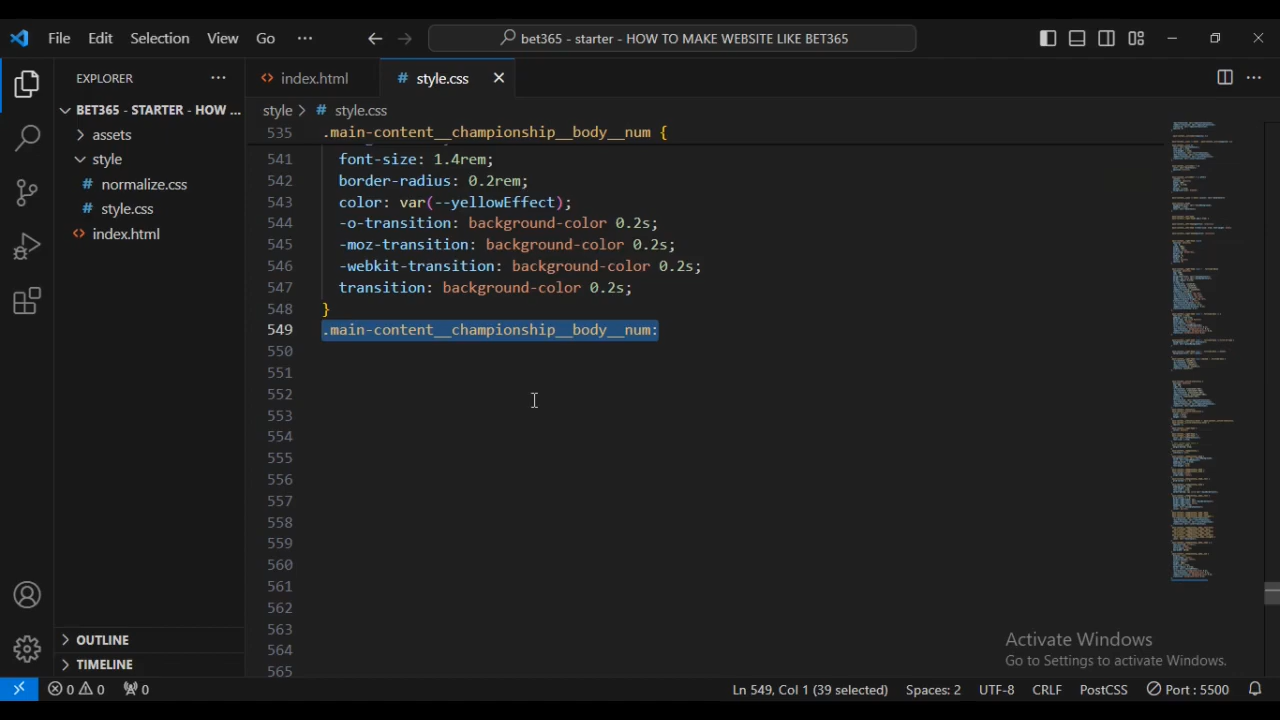 File Edit Selection View Go ··· bet365 - starter - HOW TO MAKE WEBSITE LIKE BET365
EXPLORER ··· index.html # style.css
BET365 - STARTER - HOW ... style > # style.css
assets
style
# normalize.css
# style.css
index.html
535 .main-content__championship__body__num {
541 font-size: 1.4rem;
542 border-radius: 0.2rem;
543 color: var(--yellowEffect);
544 -o-transition: background-color 0.2s;
545 -moz-transition: background-color 0.2s;
546 -webkit-transition: background-color 0.2s;
547 transition: background-color 0.2s;
548 }
549 .main-content__championship__body__num:
550
551
552
553
554
555
556
557
558
559
560
561
562
563
564
565
OUTLINE
TIMELINE
Activate Windows
Go to Settings to activate Windows.
0 0 0 Ln 549, Col 1 (39 selected) Spaces: 2 UTF-8 CRLF PostCSS Port : 5500